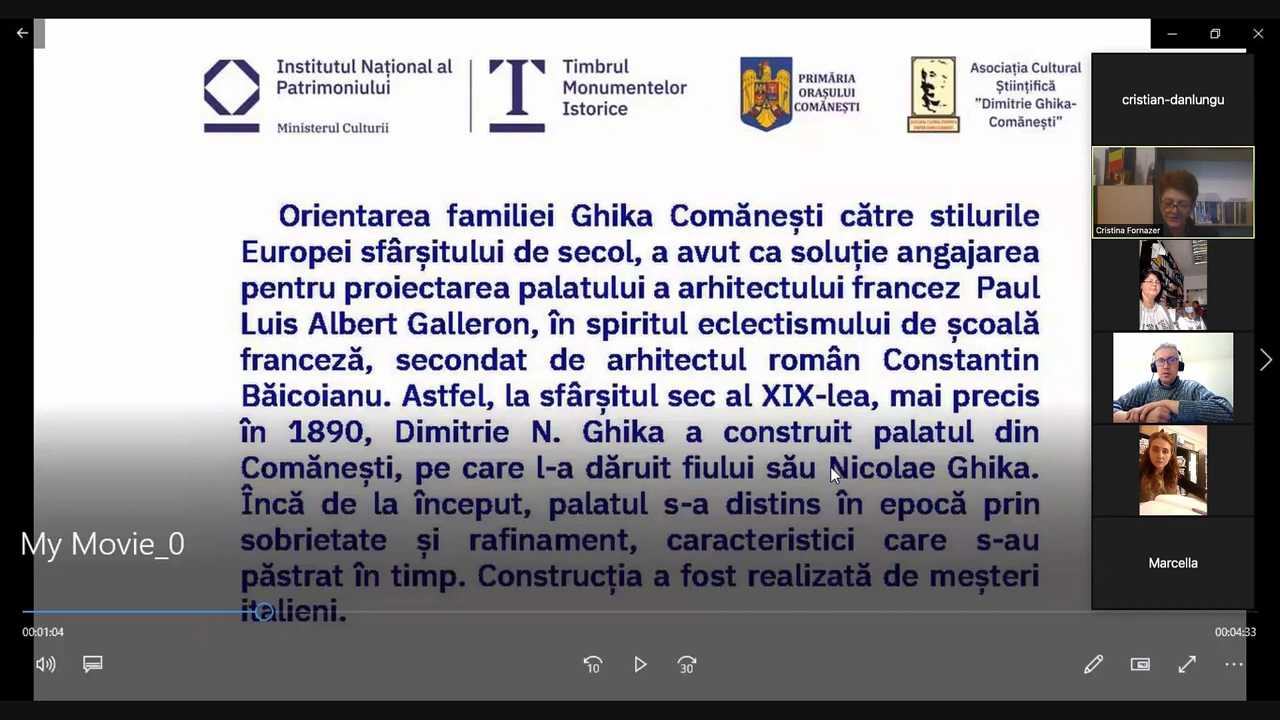 Institutul Național al
Patrimoniului
Ministerul Culturii
Timbrul
Monumentelor
Istorice
PRIMĂRIA
ORAȘULUI
COMĂNEȘTI
Asociația Cultural
Științifică
"Dimitrie Ghika-
Comănești"
Orientarea familiei Ghika Comănești către stilurile
Europei sfârșitului de secol, a avut ca soluție angajarea
pentru proiectarea palatului a arhitectului francez Paul
Luis Albert Galleron, în spiritul eclectismului de școală
franceză, secondat de arhitectul român Constantin
Băicoianu. Astfel, la sfârșitul sec al XIX-lea, mai precis
în 1890, Dimitrie N. Ghika a construit palatul din
Comănești, pe care l-a dăruit fiului său Nicolae Ghika.
Încă de la început, palatul s-a distins în epocă prin
sobrietate și rafinament, caracteristici care s-au
păstrat în timp. Construcția a fost realizată de meșteri
italieni.
My Movie_0
00:01:04
00:04:33
10
30
cristian-danlungu
Cristina Fornazer
Marcella